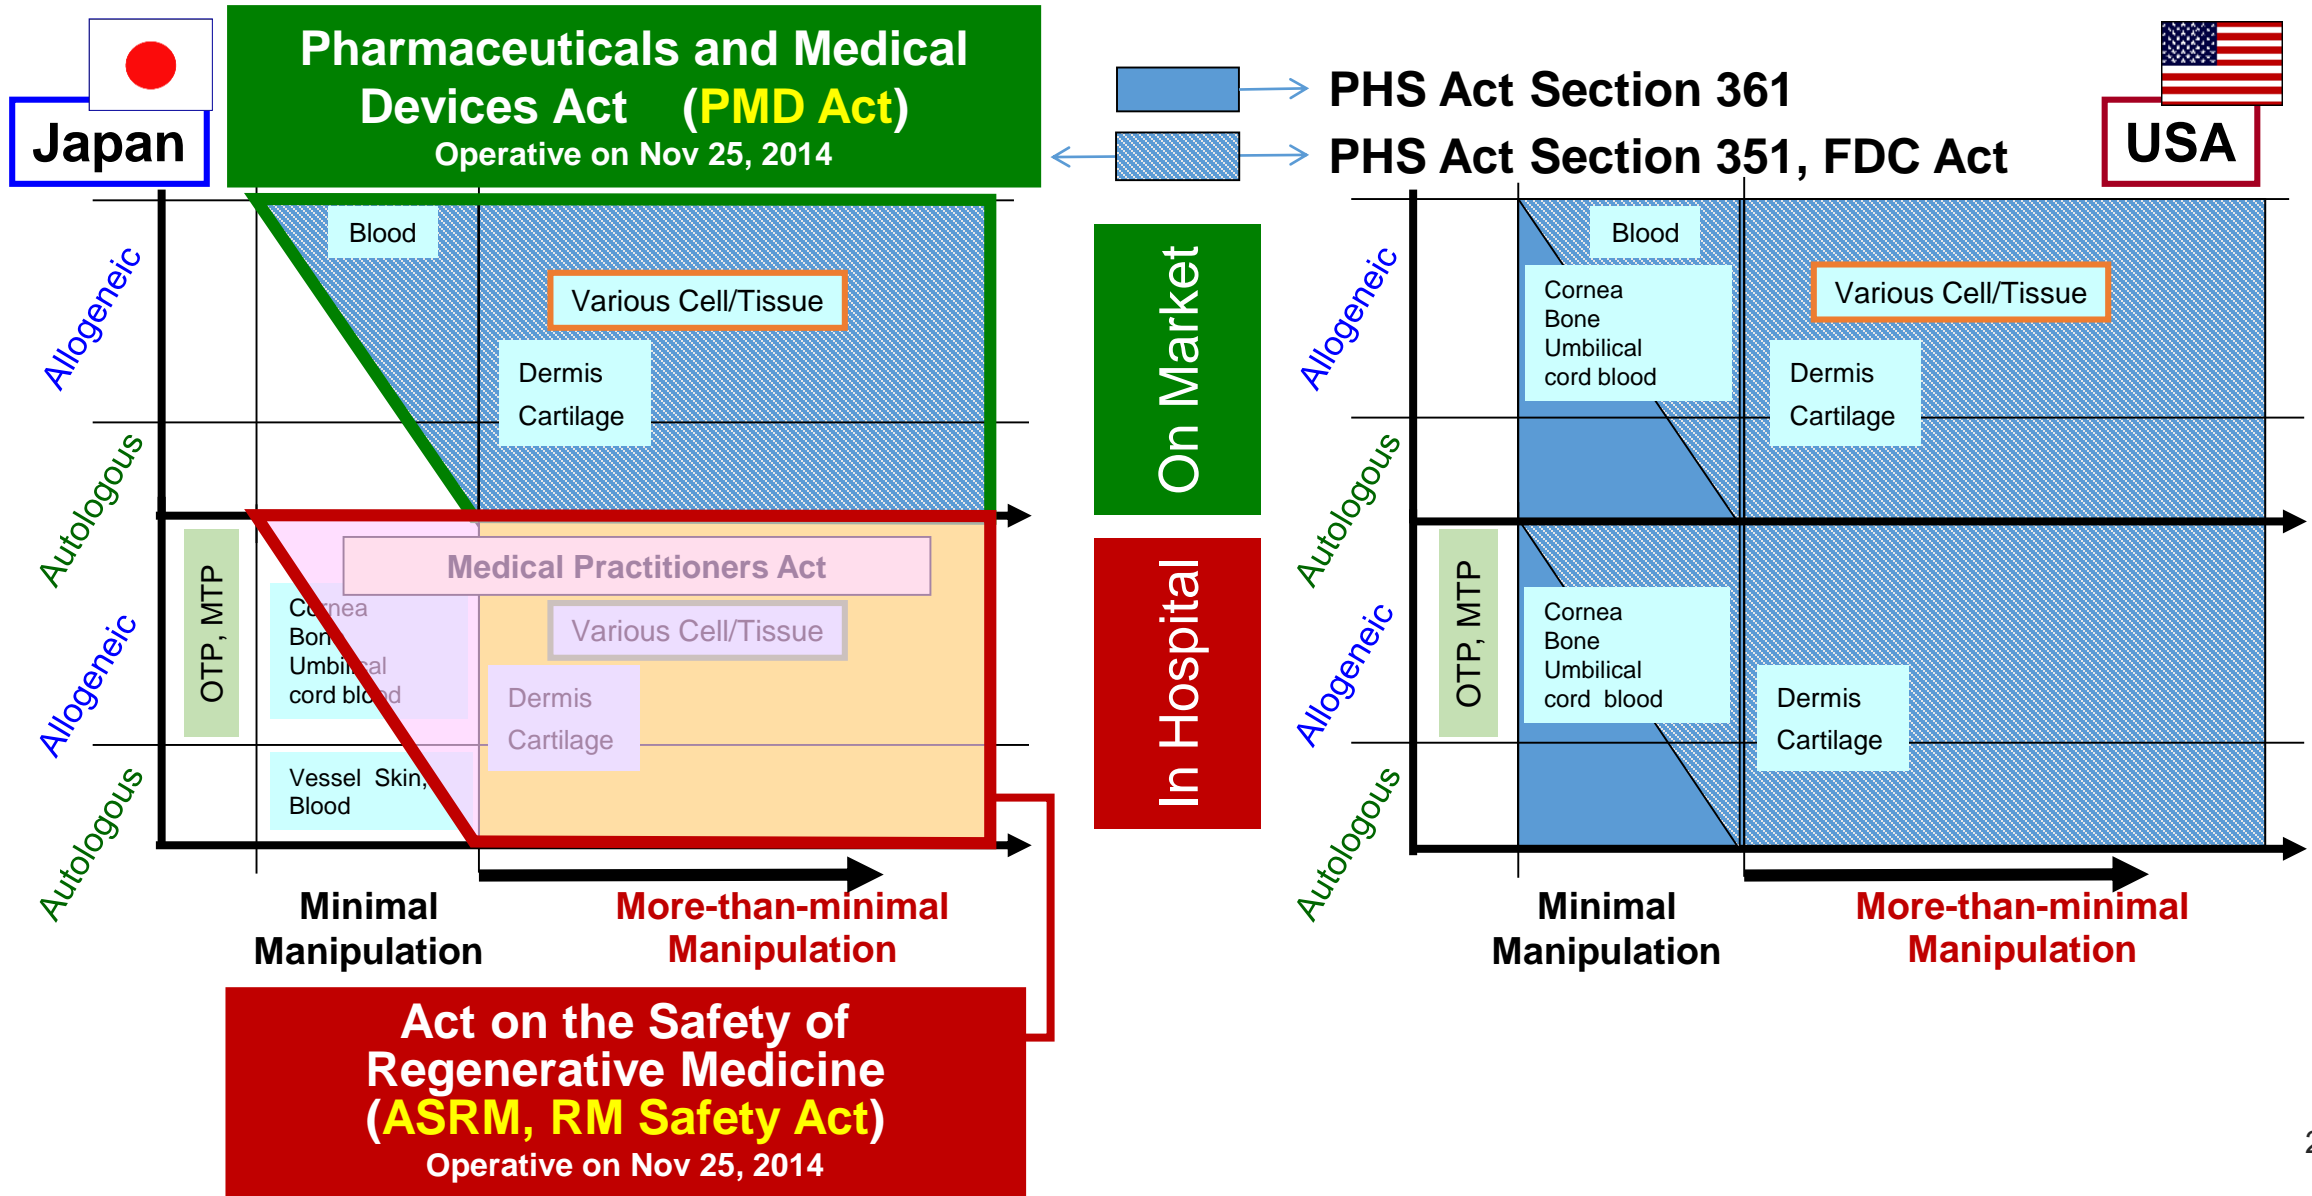 Pharmaceuticals and Medical
Devices Act (PMD Act)
Operative on Nov 25, 2014
Japan
PHS Act Section 361
PHS Act Section 351, FDC Act
USA
Allogeneic
Autologous
Blood
Various Cell/Tissue
Dermis
Cartilage
On Market
Allogeneic
Autologous
Blood
Cornea
Bone
Umbilical
cord blood
Various Cell/Tissue
Dermis
Cartilage
Allogeneic
Autologous
OTP, MTP
Medical Practitioners Act
Cornea
Bone
Umbilical
cord blood
Various Cell/Tissue
Dermis
Cartilage
Vessel Skin,
Blood
In Hospital
Allogeneic
Autologous
OTP, MTP
Cornea
Bone
Umbilical
cord blood
Dermis
Cartilage
Minimal
Manipulation
More-than-minimal
Manipulation
Minimal
Manipulation
More-than-minimal
Manipulation
Act on the Safety of
Regenerative Medicine
(ASRM, RM Safety Act)
Operative on Nov 25, 2014